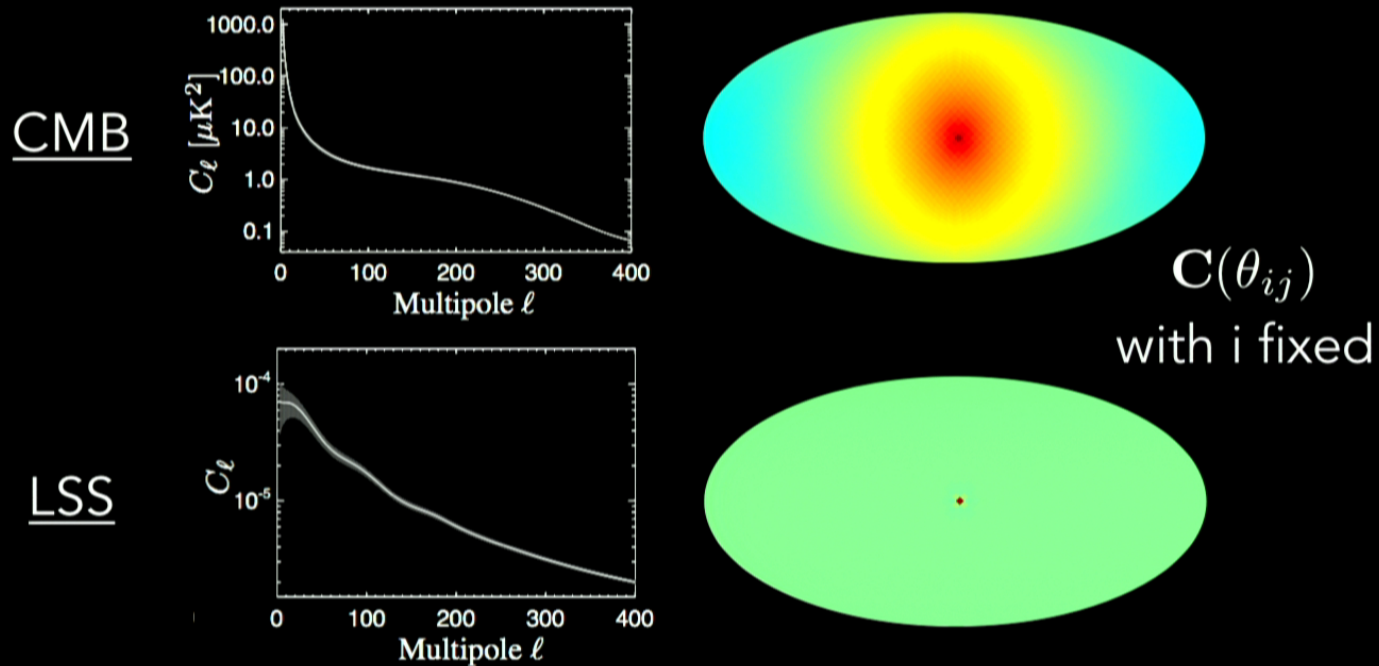 CMB
1000.0
100.0
10.0
1.0
0.1
C_ℓ [μK²]
0 100 200 300 400
Multipole ℓ
C(θ_ij)
with i fixed
LSS
10⁻⁴
10⁻⁵
C_ℓ
0 100 200 300 400
Multipole ℓ